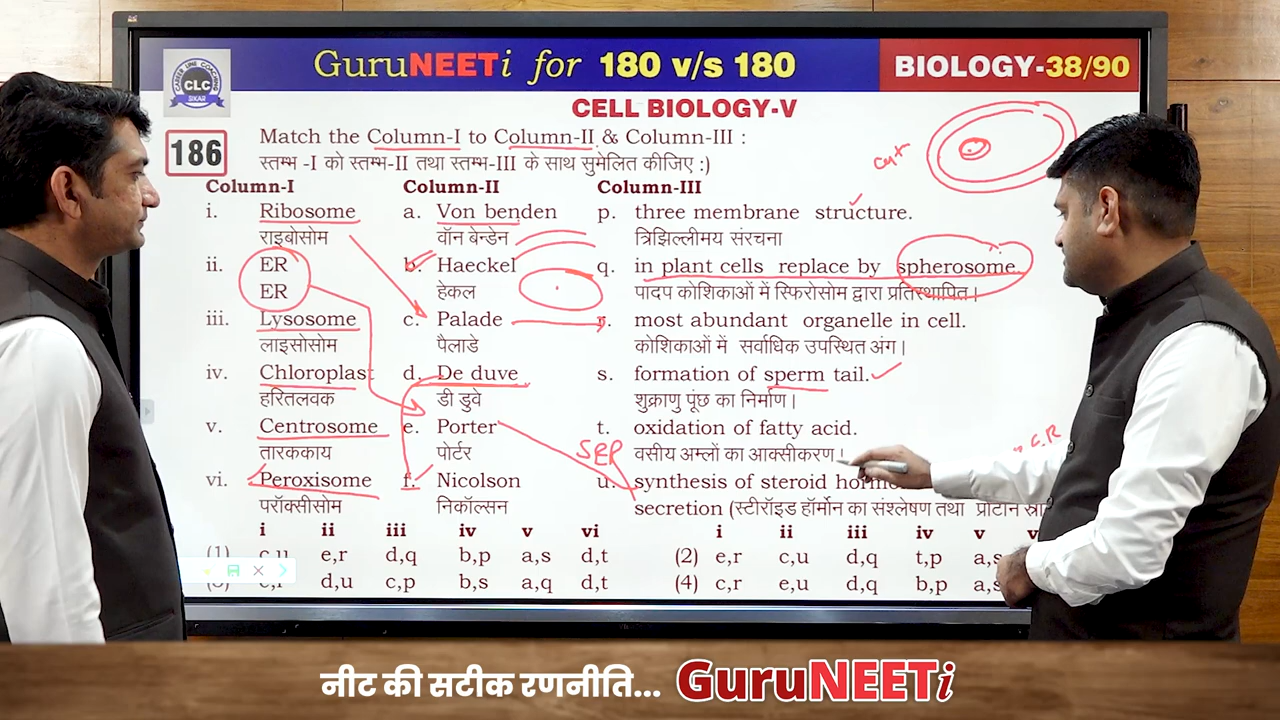 GuruNEETi for 180 v/s 180
BIOLOGY-38/90
CAREER LINE COACHING
CLC
SIKAR
CELL BIOLOGY-V
186
Match the Column-I to Column-II & Column-III :
स्तम्भ -I को स्तम्भ-II तथा स्तम्भ-III के साथ सुमेलित कीजिए :)
Column-I Column-II Column-III
i. Ribosome a. Von benden p. three membrane structure.
राइबोसोम वॉन बेन्डेन त्रिझिल्लीमय संरचना
ii. ER b. Haeckel q. in plant cells replace by spherosome.
ER हेकल पादप कोशिकाओं में स्फिरोसोम द्वारा प्रतिस्थापित।
iii. Lysosome c. Palade r. most abundant organelle in cell.
लाइसोसोम पैलाडे कोशिकाओं में सर्वाधिक उपस्थित अंग।
iv. Chloroplast d. De duve s. formation of sperm tail.
हरितलवक डी डुवे शुक्राणु पूंछ का निर्माण।
v. Centrosome e. Porter t. oxidation of fatty acid.
तारककाय पोर्टर वसीय अम्लों का आक्सीकरण।
SER
vi. Peroxisome f. Nicolson u. synthesis of steroid
परॉक्सीसोम निकॉल्सन secretion (स्टीरॉइड हॉर्मोन का संश्लेषण तथा प्रोटीन
i ii iii iv v vi i ii iii iv v
(1) c,u e,r d,q b,p a,s d,t (2) e,r c,u d,q t,p a,s
d,u c,p b,s a,q d,t (4) c,r e,u d,q b,p a,s
नीट की सटीक रणनीति... GuruNEETi